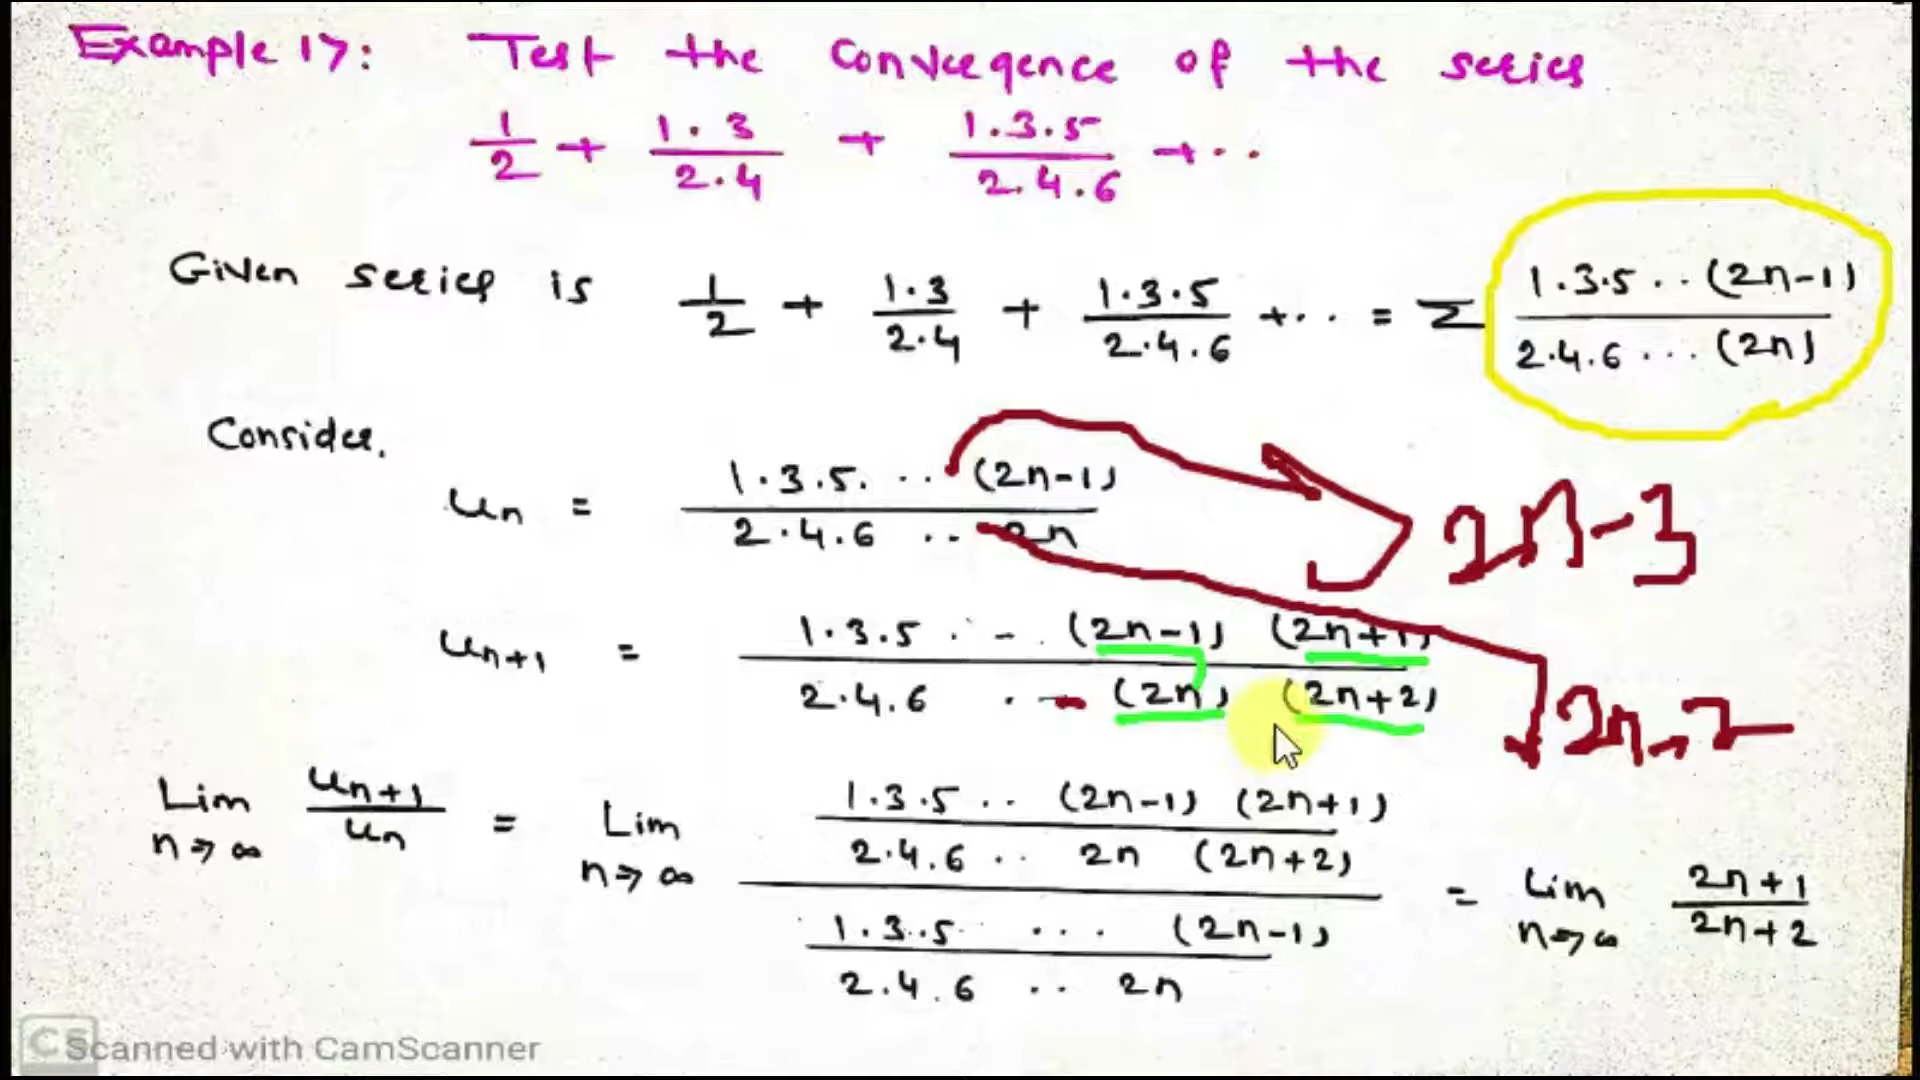 Example 17: Test the convergence of the series
1/2 + 1.3/2.4 + 1.3.5/2.4.6 + ..
Given series is 1/2 + 1.3/2.4 + 1.3.5/2.4.6 + .. = Σ 1.3.5..(2n-1)/2.4.6...(2n)
Consider,
un = 1.3.5. ..(2n-1)/2.4.6 .. 2n
2n-3
un+1 = 1.3.5 . - . (2n-1) (2n+1)/2.4.6 . - (2n) (2n+2)
2n-2
Lim n→∞ un+1/un = Lim n→∞ 1.3.5 .. (2n-1) (2n+1)/2.4.6 .. 2n (2n+2) / 1.3.5 ... (2n-1)/2.4.6 .. 2n = Lim n→∞ 2n+1/2n+2
CS Scanned with CamScanner